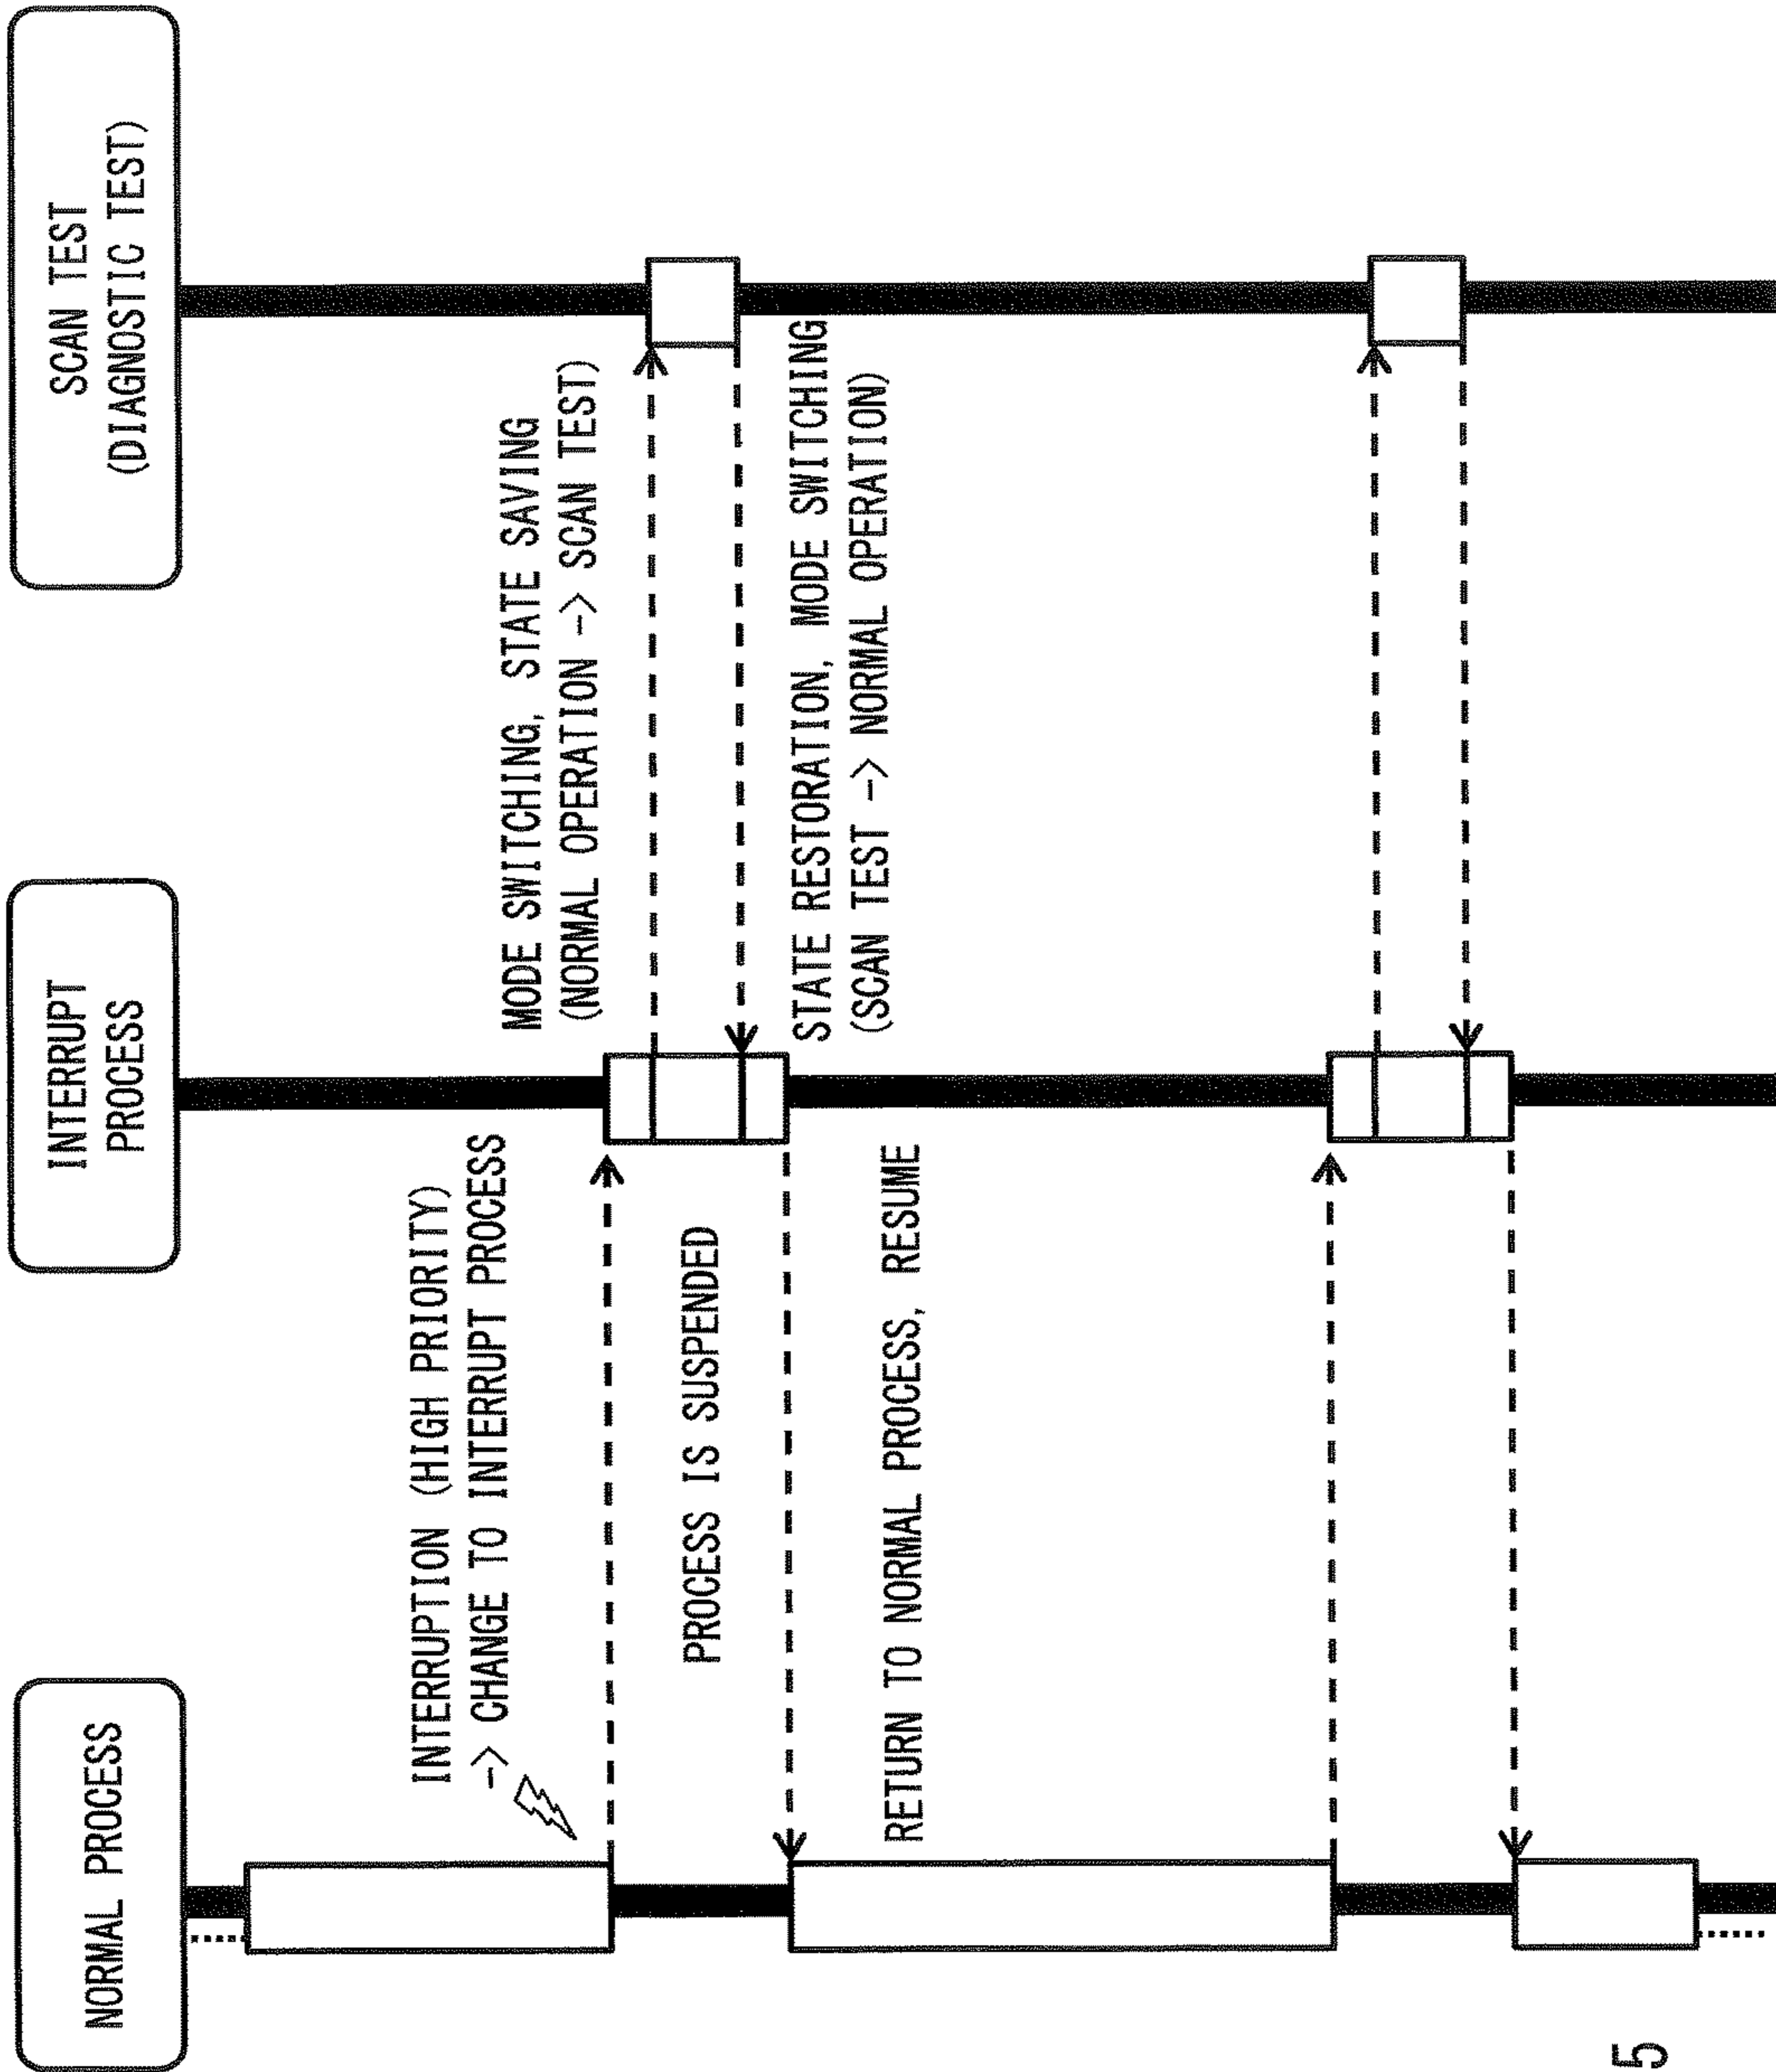 NORMAL PROCESS
INTERRUPT
PROCESS
SCAN TEST
(DIAGNOSTIC TEST)
INTERRUPTION (HIGH PRIORITY)
-> CHANGE TO INTERRUPT PROCESS
MODE SWITCHING, STATE SAVING
(NORMAL OPERATION -> SCAN TEST)
PROCESS IS SUSPENDED
STATE RESTORATION, MODE SWITCHING
(SCAN TEST -> NORMAL OPERATION)
RETURN TO NORMAL PROCESS, RESUME
5